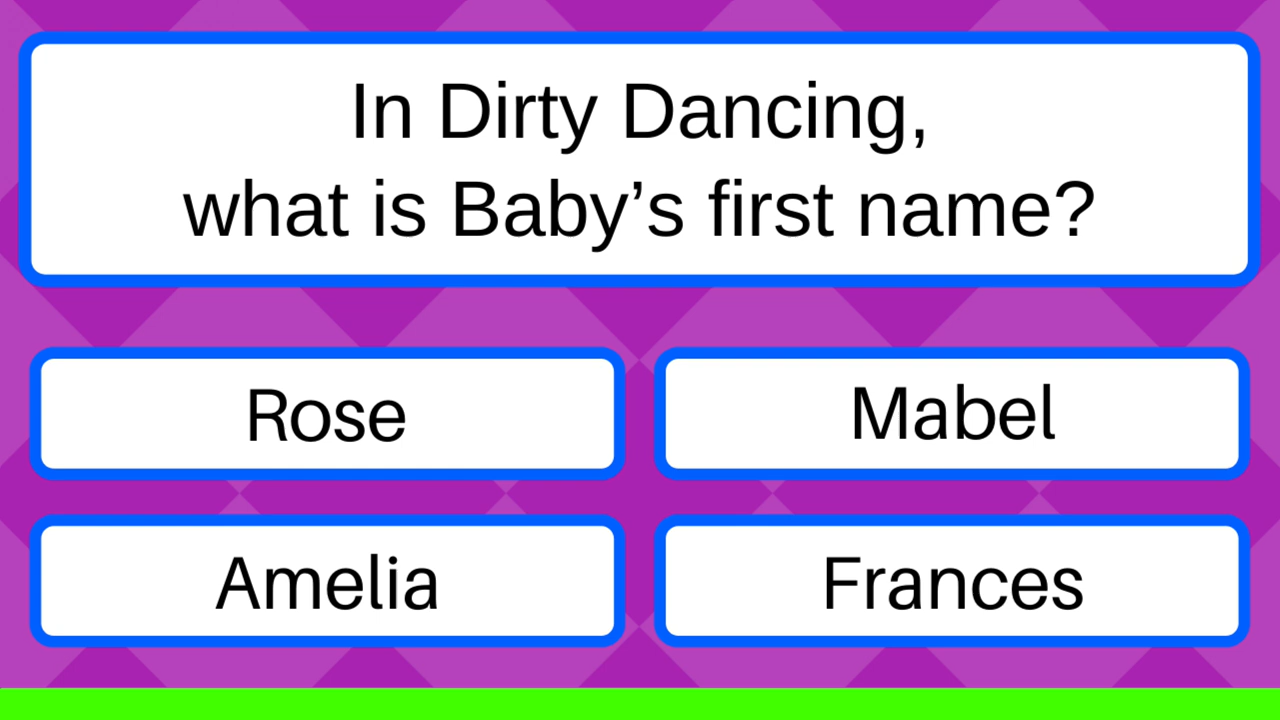 In Dirty Dancing,
what is Baby’s first name?
Rose
Mabel
Amelia
Frances